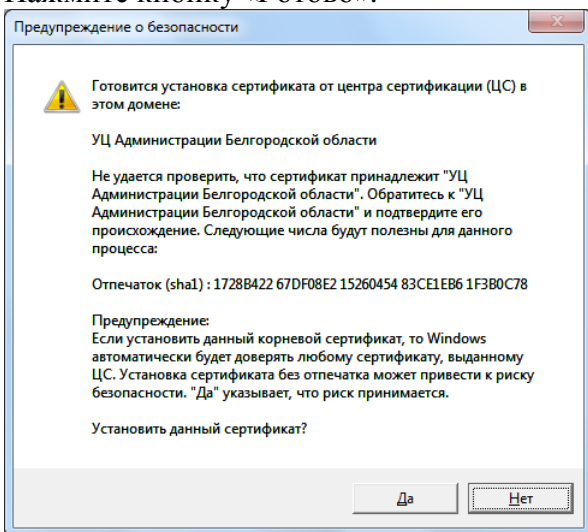 Нажмите кнопку «Готово».
Предупреждение о безопасности
Готовится установка сертификата от центра сертификации (ЦС) в
этом домене:
УЦ Администрации Белгородской области
Не удается проверить, что сертификат принадлежит "УЦ
Администрации Белгородской области". Обратитесь к "УЦ
Администрации Белгородской области" и подтвердите его
происхождение. Следующие числа будут полезны для данного
процесса:
Отпечаток (sha1) : 1728B422 67DF08E2 15260454 83CE1EB6 1F3B0C78
Предупреждение:
Если установить данный корневой сертификат, то Windows
автоматически будет доверять любому сертификату, выданному
ЦС. Установка сертификата без отпечатка может привести к риску
безопасности. "Да" указывает, что риск принимается.
Установить данный сертификат?
Да
Нет